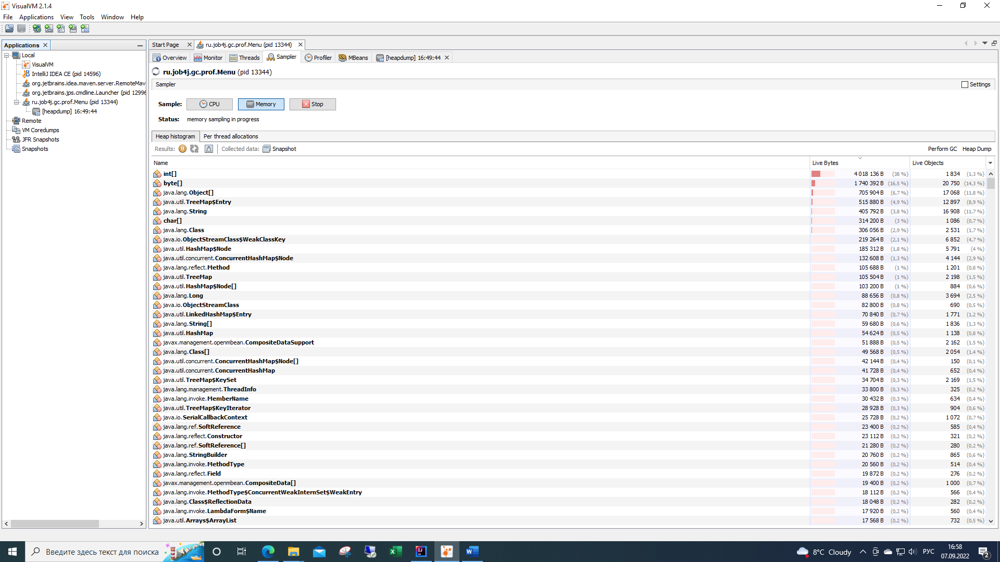 VisualVM 2.1.4
File Applications View Tools Window Help
Applications
Local
VisualVM
IntelliJ IDEA CE (pid 14596)
org.jetbrains.idea.maven.server.RemoteMav
org.jetbrains.jps.cmdline.Launcher (pid 12996
ru.job4j.gc.prof.Menu (pid 13344)
[heapdump] 16:49:44
Remote
VM Coredumps
JFR Snapshots
Snapshots
Start Page ru.job4j.gc.prof.Menu (pid 13344)
Overview Monitor Threads Sampler Profiler MBeans [heapdump] 16:49:44
ru.job4j.gc.prof.Menu (pid 13344)
Sampler Settings
Sample: CPU Memory Stop
Status: memory sampling in progress
Heap histogram Per thread allocations
Results: Collected data: Snapshot Perform GC Heap Dump
Name Live Bytes Live Objects
int[] 4 018 136 B (38 %) 1 834 (1,3 %)
byte[] 1 740 392 B (16,5 %) 20 750 (14,3 %)
java.lang.Object[] 705 904 B (6,7 %) 17 068 (11,8 %)
java.util.TreeMap$Entry 515 880 B (4,9 %) 12 897 (8,9 %)
java.lang.String 405 792 B (3,8 %) 16 908 (11,7 %)
char[] 314 200 B (3 %) 1 086 (0,7 %)
java.lang.Class 306 056 B (2,9 %) 2 531 (1,7 %)
java.io.ObjectStreamClass$WeakClassKey 219 264 B (2,1 %) 6 852 (4,7 %)
java.util.HashMap$Node 185 312 B (1,8 %) 5 791 (4 %)
java.util.concurrent.ConcurrentHashMap$Node 132 608 B (1,3 %) 4 144 (2,9 %)
java.lang.reflect.Method 105 688 B (1 %) 1 201 (0,8 %)
java.util.TreeMap 105 504 B (1 %) 2 198 (1,5 %)
java.util.HashMap$Node[] 103 200 B (1 %) 884 (0,6 %)
java.lang.Long 88 656 B (0,8 %) 3 694 (2,5 %)
java.io.ObjectStreamClass 82 800 B (0,8 %) 690 (0,5 %)
java.util.LinkedHashMap$Entry 70 840 B (0,7 %) 1 771 (1,2 %)
java.lang.String[] 59 680 B (0,6 %) 1 836 (1,3 %)
java.util.HashMap 54 624 B (0,5 %) 1 138 (0,8 %)
javax.management.openmbean.CompositeDataSupport 51 888 B (0,5 %) 2 162 (1,5 %)
java.lang.Class[] 49 568 B (0,5 %) 2 054 (1,4 %)
java.util.concurrent.ConcurrentHashMap$Node[] 42 144 B (0,4 %) 150 (0,1 %)
java.util.concurrent.ConcurrentHashMap 41 728 B (0,4 %) 652 (0,4 %)
java.util.TreeMap$KeySet 34 704 B (0,3 %) 2 169 (1,5 %)
java.lang.management.ThreadInfo 33 800 B (0,3 %) 325 (0,2 %)
java.lang.invoke.MemberName 30 432 B (0,3 %) 634 (0,4 %)
java.util.TreeMap$KeyIterator 28 928 B (0,3 %) 904 (0,6 %)
java.io.SerialCallbackContext 25 728 B (0,2 %) 1 072 (0,7 %)
java.lang.ref.SoftReference 23 400 B (0,2 %) 585 (0,4 %)
java.lang.reflect.Constructor 23 112 B (0,2 %) 321 (0,2 %)
java.lang.ref.SoftReference[] 21 280 B (0,2 %) 280 (0,2 %)
java.lang.StringBuilder 20 760 B (0,2 %) 865 (0,6 %)
java.lang.invoke.MethodType 20 560 B (0,2 %) 514 (0,4 %)
java.lang.reflect.Field 19 872 B (0,2 %) 276 (0,2 %)
javax.management.openmbean.CompositeData[] 19 400 B (0,2 %) 1 000 (0,7 %)
java.lang.invoke.MethodType$ConcurrentWeakInternSet$WeakEntry 18 112 B (0,2 %) 566 (0,4 %)
java.lang.Class$ReflectionData 18 048 B (0,2 %) 282 (0,2 %)
java.lang.invoke.LambdaForm$Name 17 920 B (0,2 %) 560 (0,4 %)
java.util.Arrays$ArrayList 17 568 B (0,2 %) 732 (0,5 %)
Введите здесь текст для поиска 8°C Cloudy РУС 16:58
07.09.2022 2